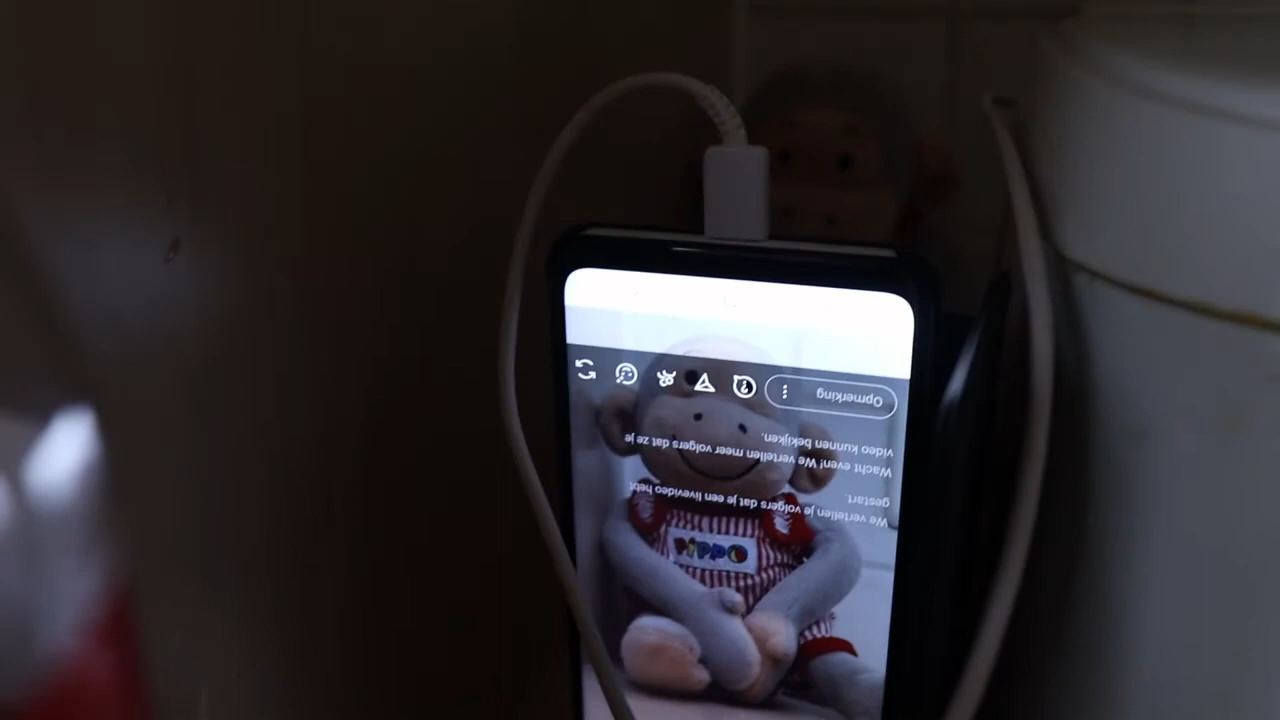 We vertellen je volgers dat je een livevideo hebt
gestart.
Wacht even! We vertellen meer volgers dat ze je
video kunnen bekijken.
Opmerking
PIPPO